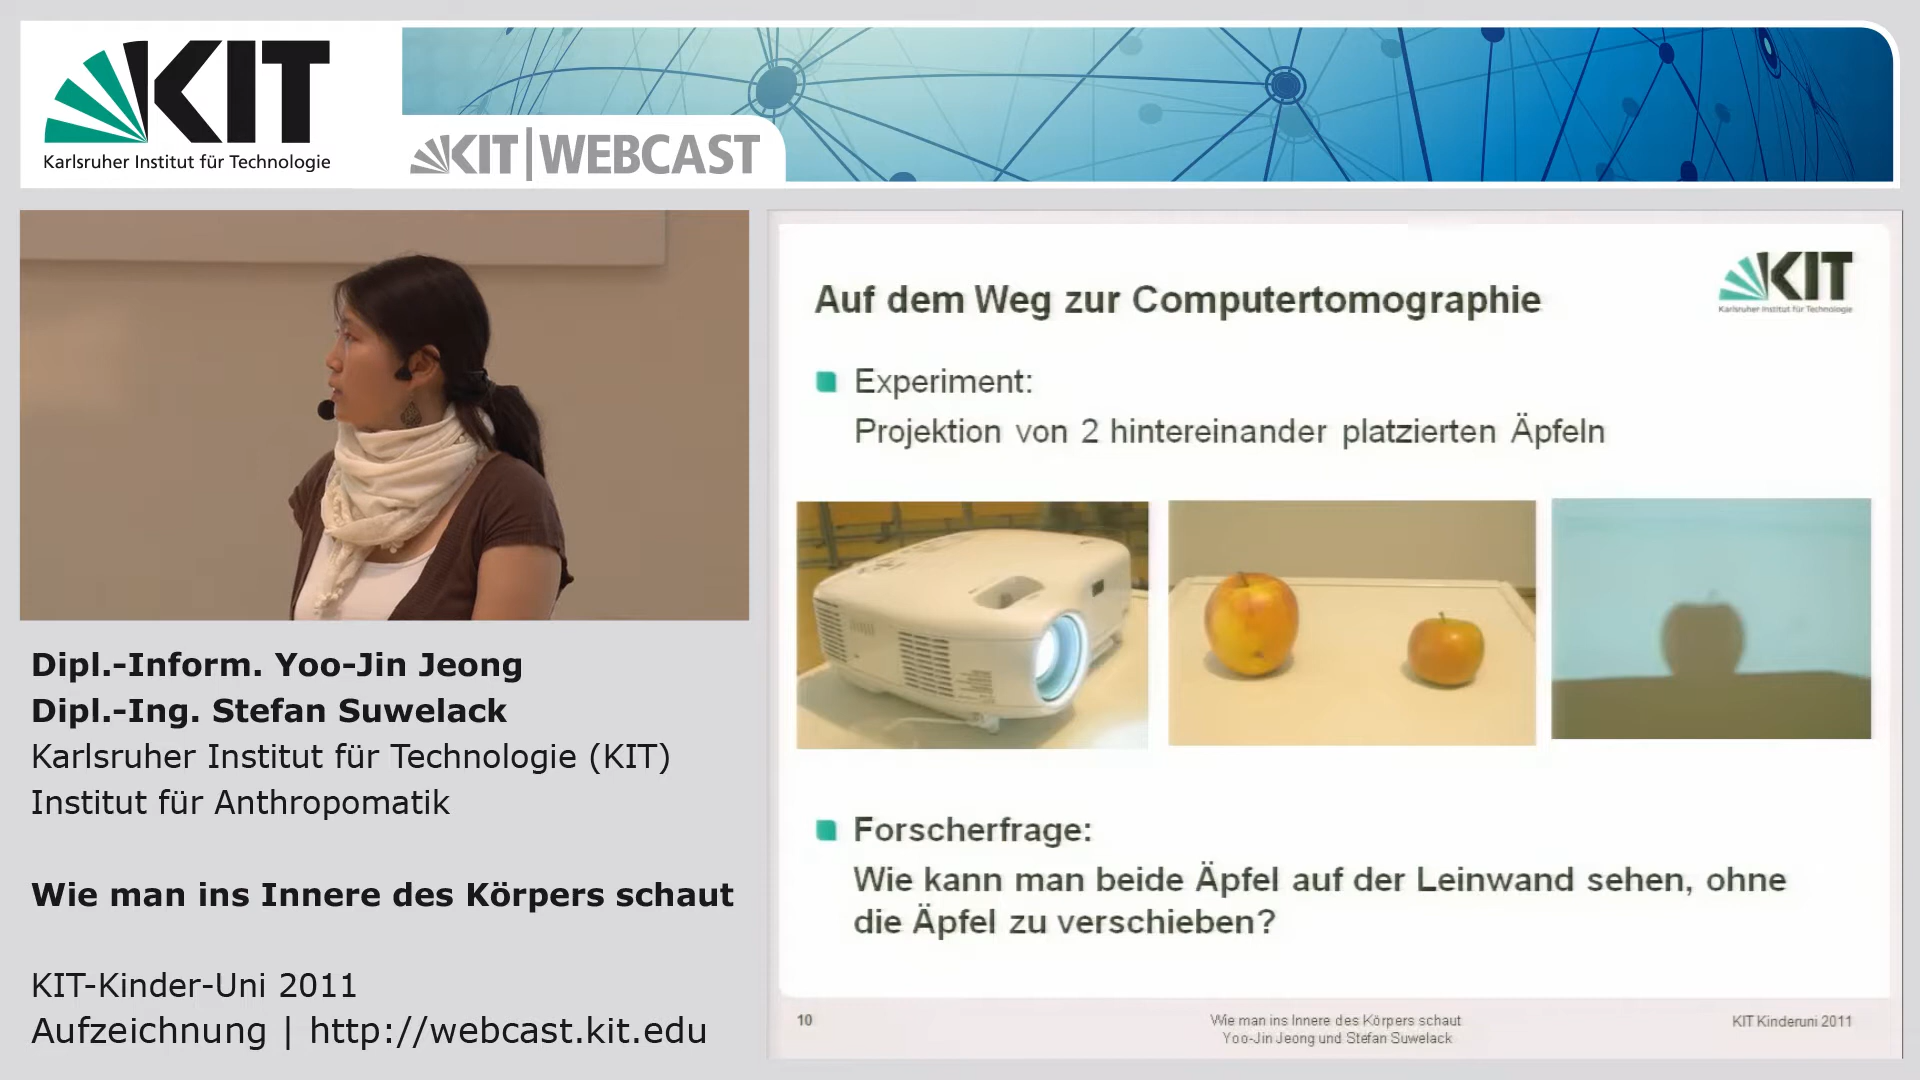 KIT
Karlsruher Institut für Technologie
KIT | WEBCAST
Auf dem Weg zur Computertomographie
KIT
Karlsruher Institut für Technologie
Experiment:
Projektion von 2 hintereinander platzierten Äpfeln
Forscherfrage:
Wie kann man beide Äpfel auf der Leinwand sehen, ohne
die Äpfel zu verschieben?
10
Wie man ins Innere des Körpers schaut
Yoo-Jin Jeong und Stefan Suwelack
KIT Kinderuni 2011
Dipl.-Inform. Yoo-Jin Jeong
Dipl.-Ing. Stefan Suwelack
Karlsruher Institut für Technologie (KIT)
Institut für Anthropomatik
Wie man ins Innere des Körpers schaut
KIT-Kinder-Uni 2011
Aufzeichnung | http://webcast.kit.edu